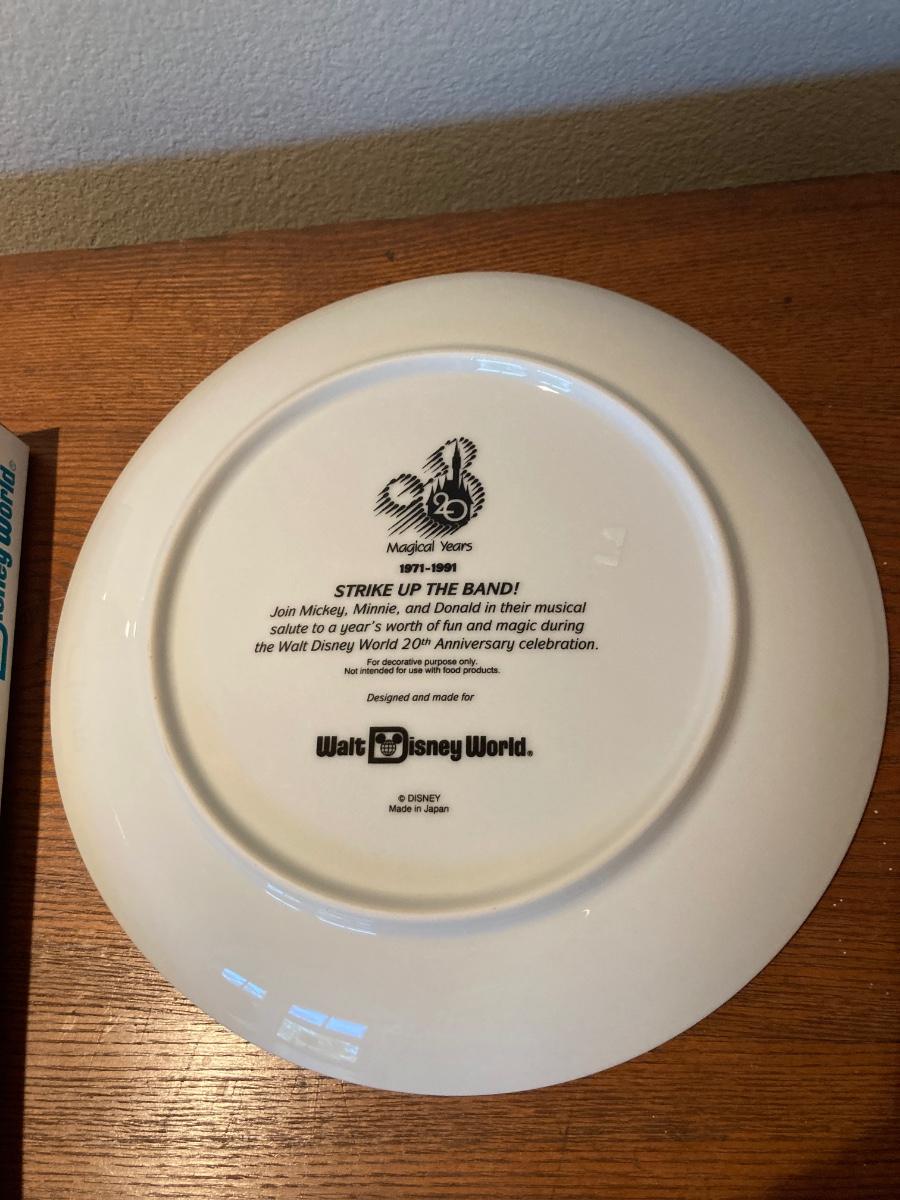 20
Magical Years
1971-1991
STRIKE UP THE BAND!
Join Mickey, Minnie, and Donald in their musical
salute to a year's worth of fun and magic during
the Walt Disney World 20th Anniversary celebration.
For decorative purpose only.
Not intended for use with food products.
Designed and made for
Walt Disney World®
© DISNEY
Made in Japan
Disney World©